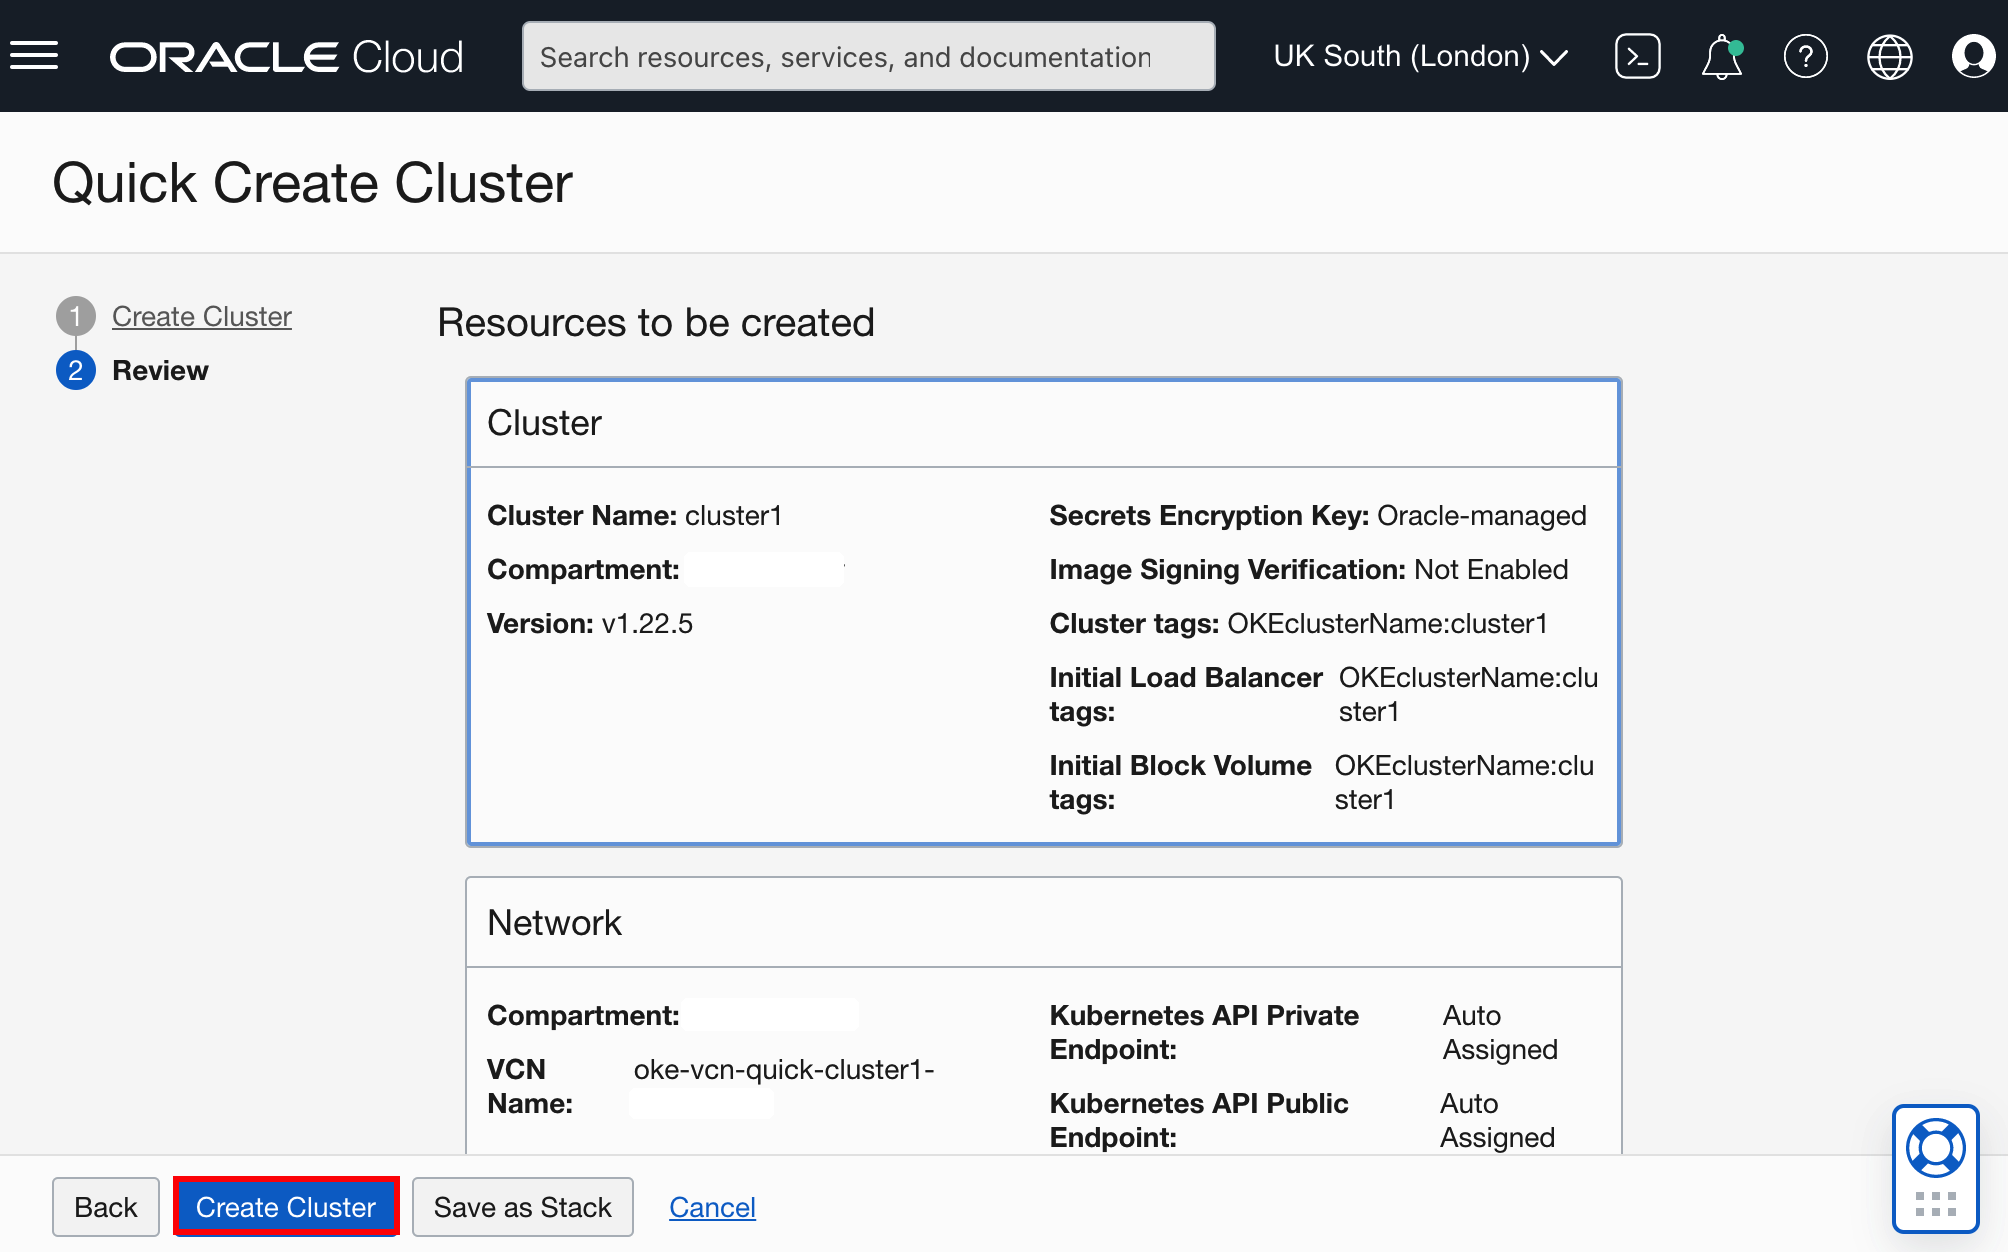 ORACLE Cloud
Search resources, services, and documentation
UK South (London)
Quick Create Cluster
1 Create Cluster
2 Review
Resources to be created
Cluster
Cluster Name: cluster1
Compartment:
Version: v1.22.5
Secrets Encryption Key: Oracle-managed
Image Signing Verification: Not Enabled
Cluster tags: OKEclusterName:cluster1
Initial Load Balancer OKEclusterName:clu
tags: ster1
Initial Block Volume OKEclusterName:clu
tags: ster1
Network
Compartment:
VCN oke-vcn-quick-cluster1-
Name:
Kubernetes API Private Auto
Endpoint: Assigned
Kubernetes API Public Auto
Endpoint: Assigned
Back Create Cluster Save as Stack Cancel